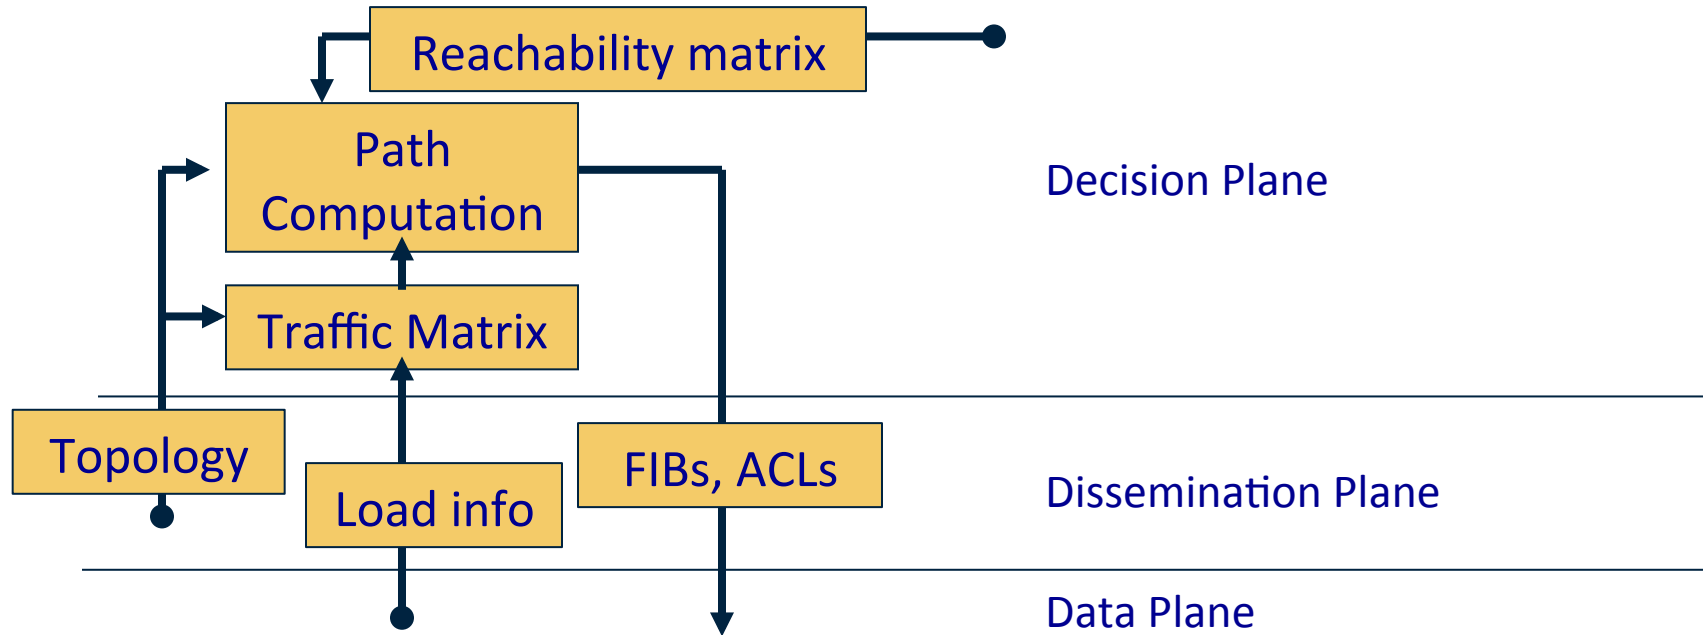 Reachability matrix
Path
Computation
Decision Plane
Traffic Matrix
Topology
Load info
FIBs, ACLs
Dissemination Plane
Data Plane